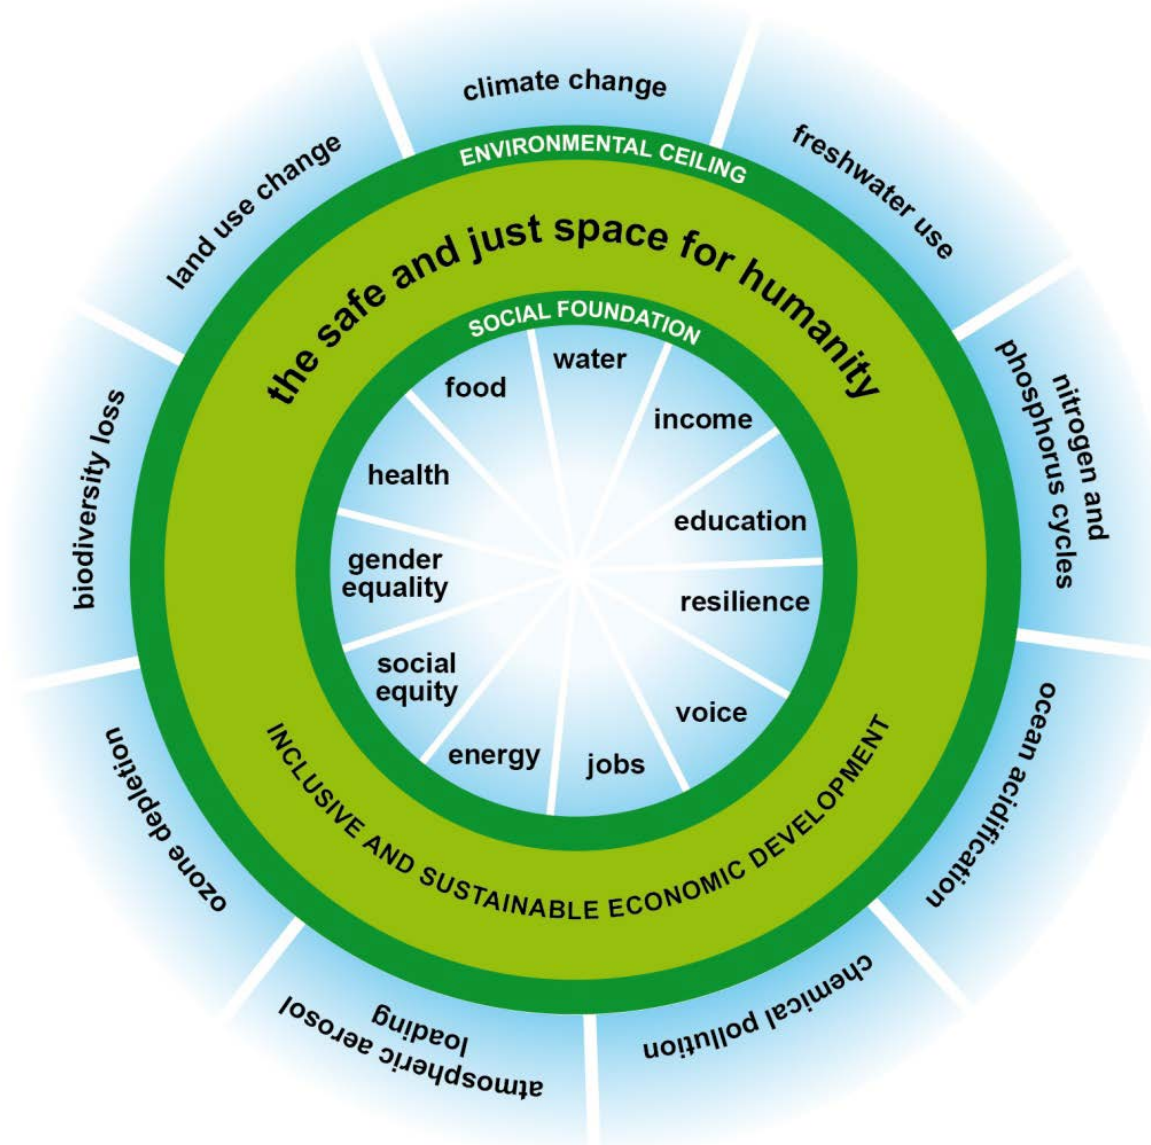 climate change
freshwater use
nitrogen and
phosphorus cycles
ocean acidification
chemical pollution
atmospheric aerosol
loading
ozone depletion
biodiversity loss
land use change
ENVIRONMENTAL CEILING
the safe and just space for humanity
SOCIAL FOUNDATION
water
income
education
resilience
voice
jobs
energy
social
equity
gender
equality
health
food
INCLUSIVE AND SUSTAINABLE ECONOMIC DEVELOPMENT